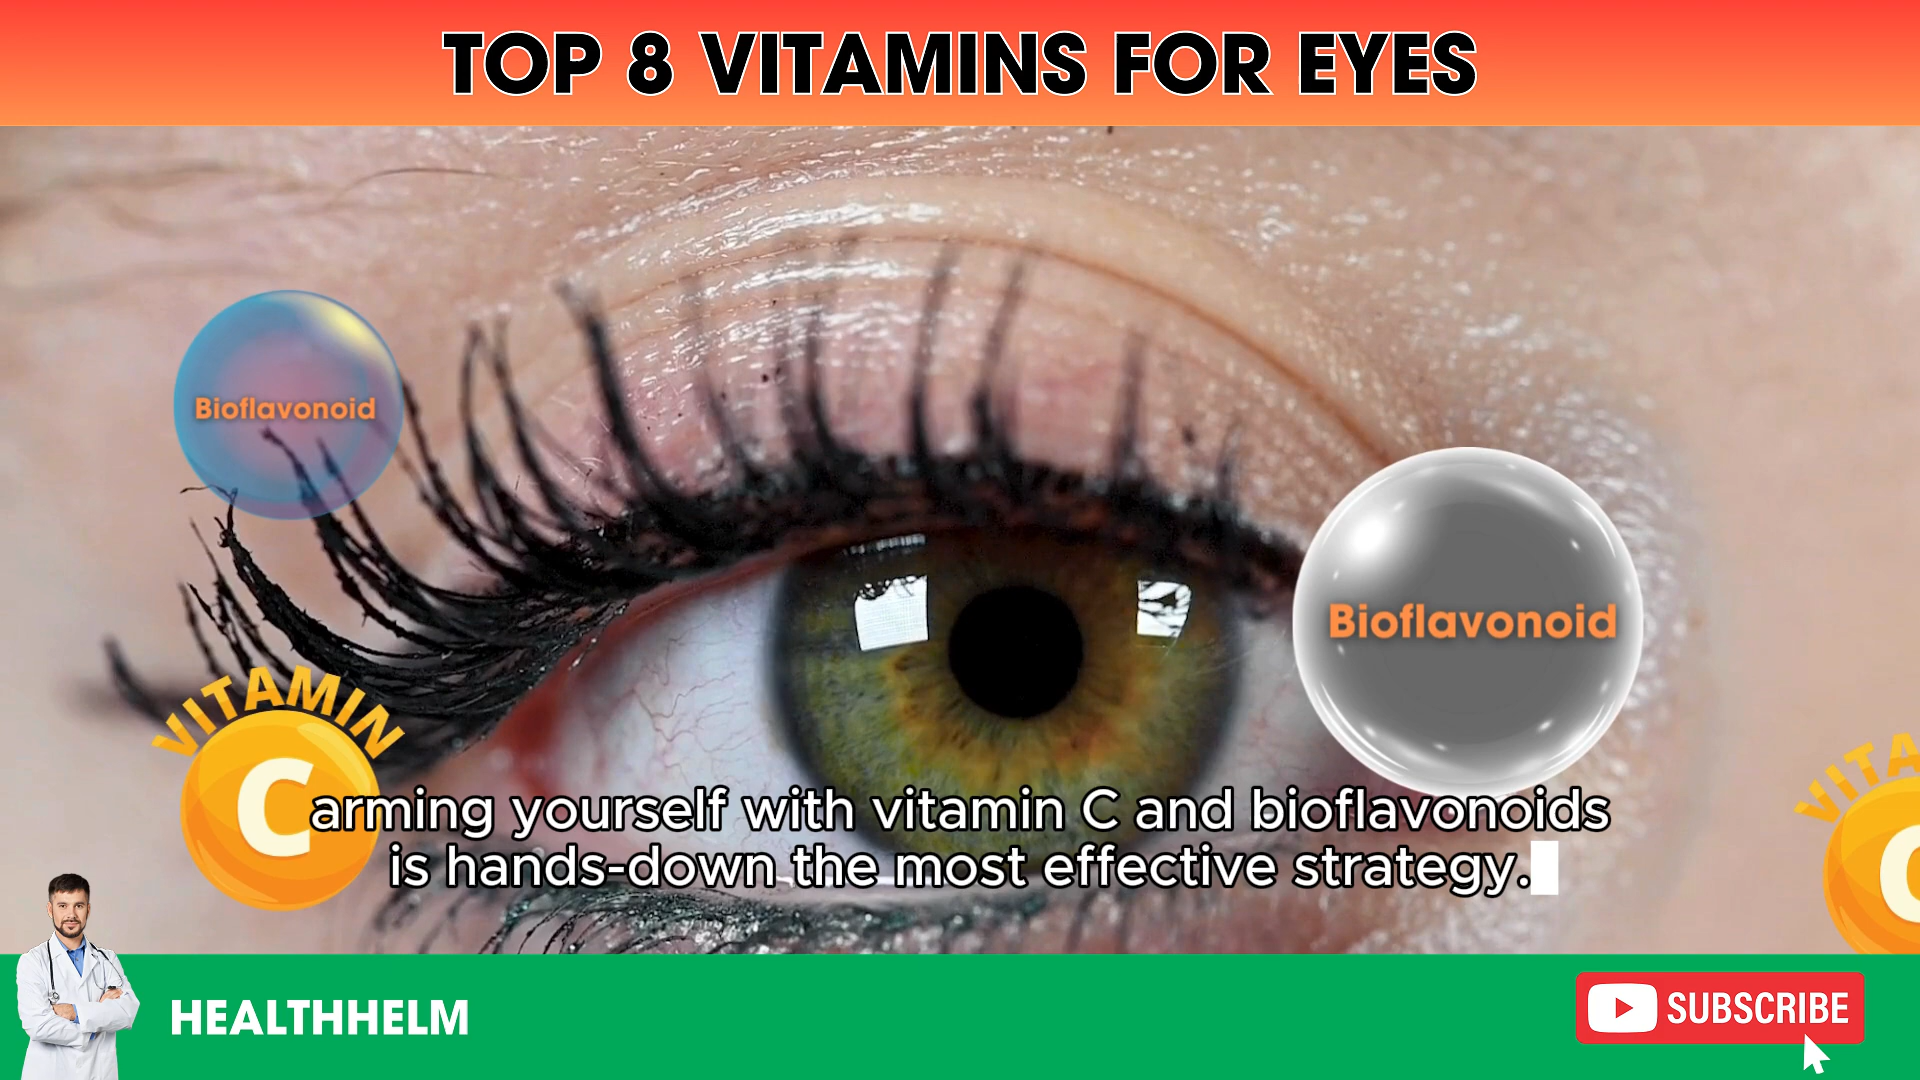 TOP 8 VITAMINS FOR EYES
Bioflavonoid
Bioflavonoid
VITAMIN
C
VITA
C
arming yourself with vitamin C and bioflavonoids
is hands-down the most effective strategy.
HEALTHHELM
SUBSCRIBE